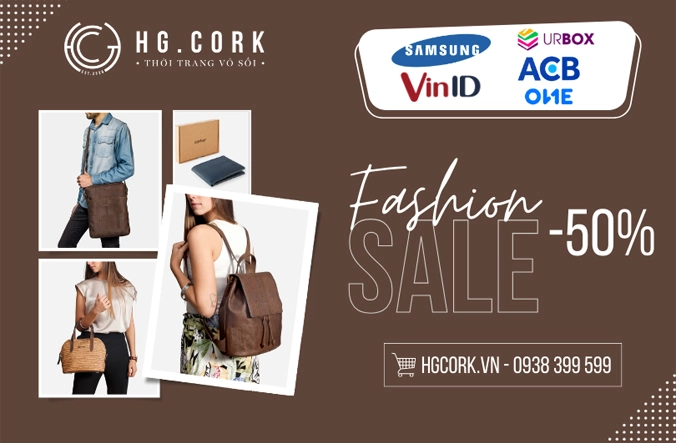 HG.CORK
• THỜI TRANG VỎ SỒI •
SAMSUNG
URBOX
VinID
ACB
ONE
Fashion
SALE
-50%
HGCORK.VN - 0938 399 599